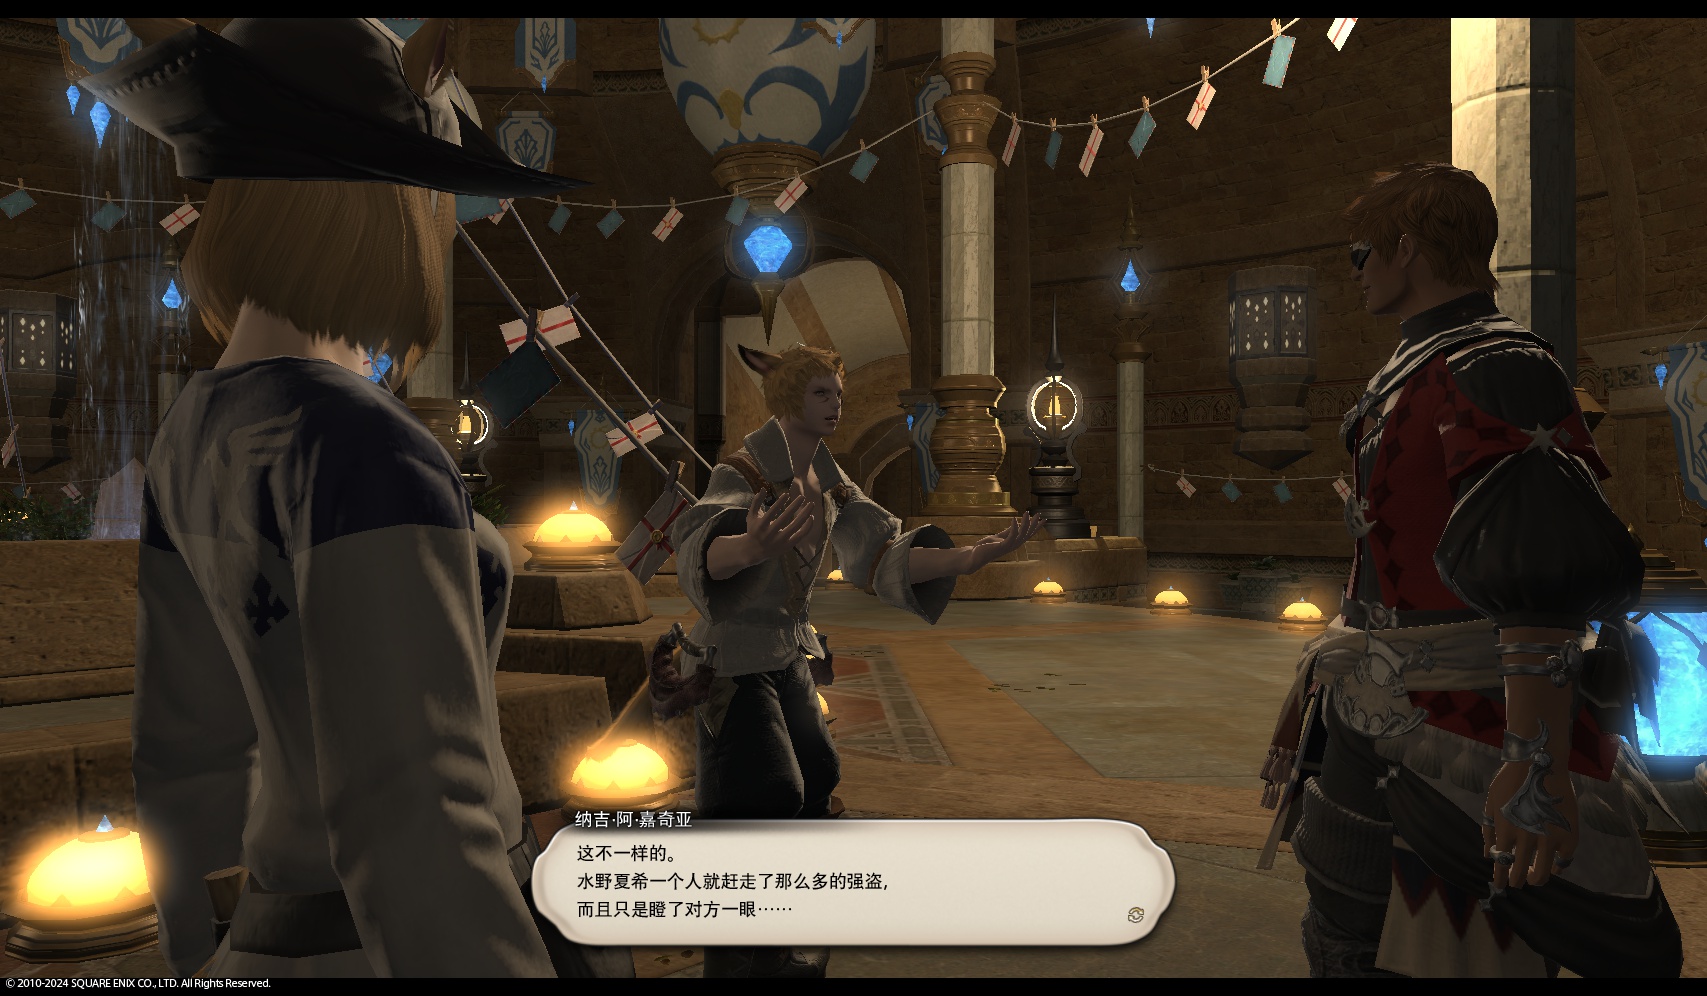 纳吉·阿·嘉奇亚
这不一样的。
水野夏希一个人就赶走了那么多的强盗，
而且只是瞪了对方一眼……
© 2010-2024 SQUARE ENIX CO., LTD. All Rights Reserved.